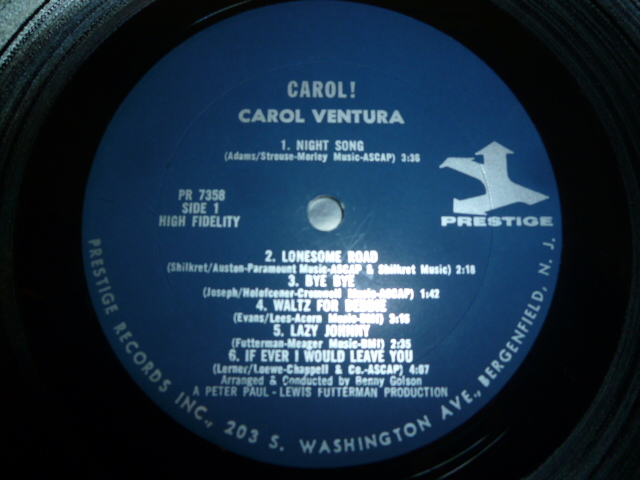 CAROL!
CAROL VENTURA
1. NIGHT SONG
(Adams/Strouse-Morley Music-ASCAP) 3:36
PR 7358
SIDE 1
HIGH FIDELITY
PRESTIGE
2. LONESOME ROAD
(Shilkret/Auston-Paramount Music-ASCAP & Shilkret Music) 2:18
3. BYE BYE
(Joseph/Holofcener-Cromwell Music-ASCAP) 1:42
4. WALTZ FOR DEBBIE
(Evans/Lees-Acorn Music-BMI) 3:16
5. LAZY JOHNNY
(Futterman-Meager Music-BMI) 2:35
6. IF EVER I WOULD LEAVE YOU
(Lerner/Loewe-Chappell & Co.-ASCAP) 4:07
Arranged & Conducted by Benny Golson
A PETER PAUL - LEWIS FUTTERMAN PRODUCTION
PRESTIGE RECORDS INC., 203 S. WASHINGTON AVE., BERGENFIELD, N. J.